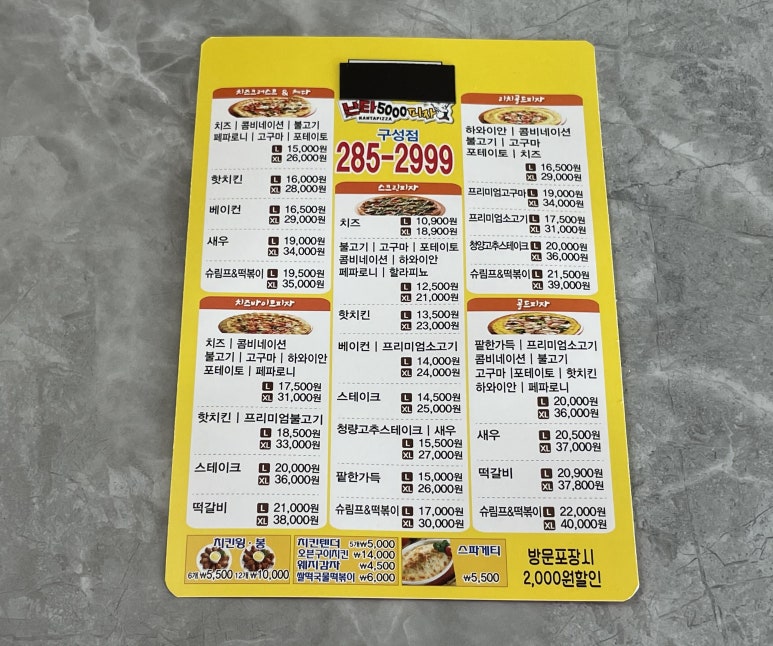 치즈크러스트 & 체다
치즈 | 콤비네이션 | 불고기
페파로니 | 고구마 | 포테이토
L 15,000원
XL 26,000원
핫치킨 L 16,000원
XL 28,000원
베이컨 L 16,500원
XL 29,000원
새우 L 19,000원
XL 34,000원
슈림프&떡볶이 L 19,500원
XL 35,000원
치즈바이트피자
치즈 | 콤비네이션
불고기 | 고구마 | 하와이안
포테이토 | 페파로니
L 17,500원
XL 31,000원
핫치킨 | 프리미엄불고기
L 18,500원
XL 33,000원
스테이크 L 20,000원
XL 36,000원
떡갈비 L 21,000원
XL 38,000원
난타5000피자
NANTAPIZZA
구성점
285-2999
스크린피자
치즈 L 10,900원
XL 18,900원
불고기 | 고구마 | 포테이토
콤비네이션 | 하와이안
페파로니 | 할라피뇨
L 12,500원
XL 21,000원
핫치킨 L 13,500원
XL 23,000원
베이컨 | 프리미엄소고기
L 14,000원
XL 24,000원
스테이크 L 14,500원
XL 25,000원
청량고추스테이크 | 새우
L 15,500원
XL 27,000원
팥한가득 L 15,000원
XL 26,000원
슈림프&떡볶이 L 17,000원
XL 30,000원
리치골드피자
하와이안 | 콤비네이션
불고기 | 고구마
포테이토 | 치즈
L 16,500원
XL 29,000원
프리미엄고구마 L 19,000원
XL 34,000원
프리미엄소고기 L 17,500원
XL 31,000원
청량고추스테이크 L 20,000원
XL 36,000원
슈림프&떡볶이 L 21,500원
XL 39,000원
골드피자
팥한가득 | 프리미엄소고기
콤비네이션 | 불고기
고구마 |포테이토 | 핫치킨
하와이안 | 페파로니
L 20,000원
XL 36,000원
새우 L 20,500원
XL 37,000원
떡갈비 L 20,900원
XL 37,800원
슈림프&떡볶이 L 22,000원
XL 40,000원
치킨윙·봉
6개 ₩5,500 12개 ₩10,000
치킨텐더 5개 ₩5,000
오븐구이치킨 ₩14,000
웨지감자 ₩4,500
쌀떡국물떡볶이 ₩6,000
스파게티
₩5,500
방문포장시
2,000원할인